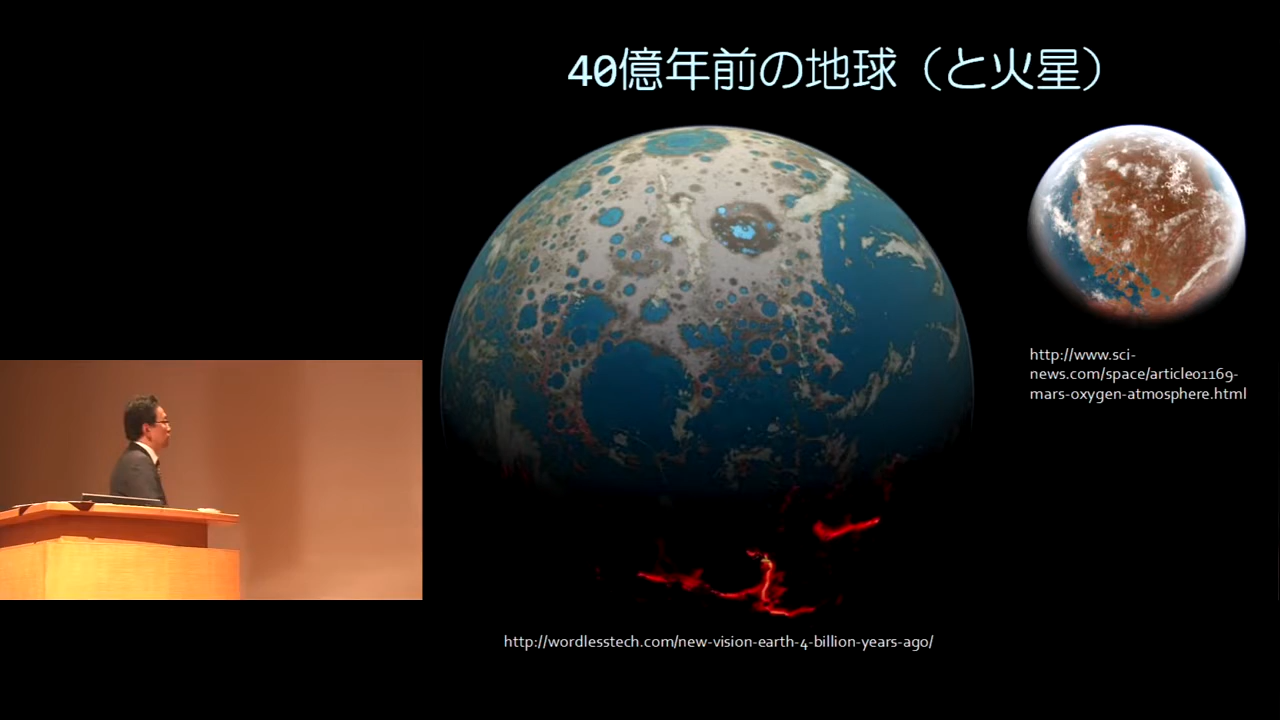 40億年前の地球（と火星）
http://www.sci-
news.com/space/article01169-
mars-oxygen-atmosphere.html
http://wordlesstech.com/new-vision-earth-4-billion-years-ago/